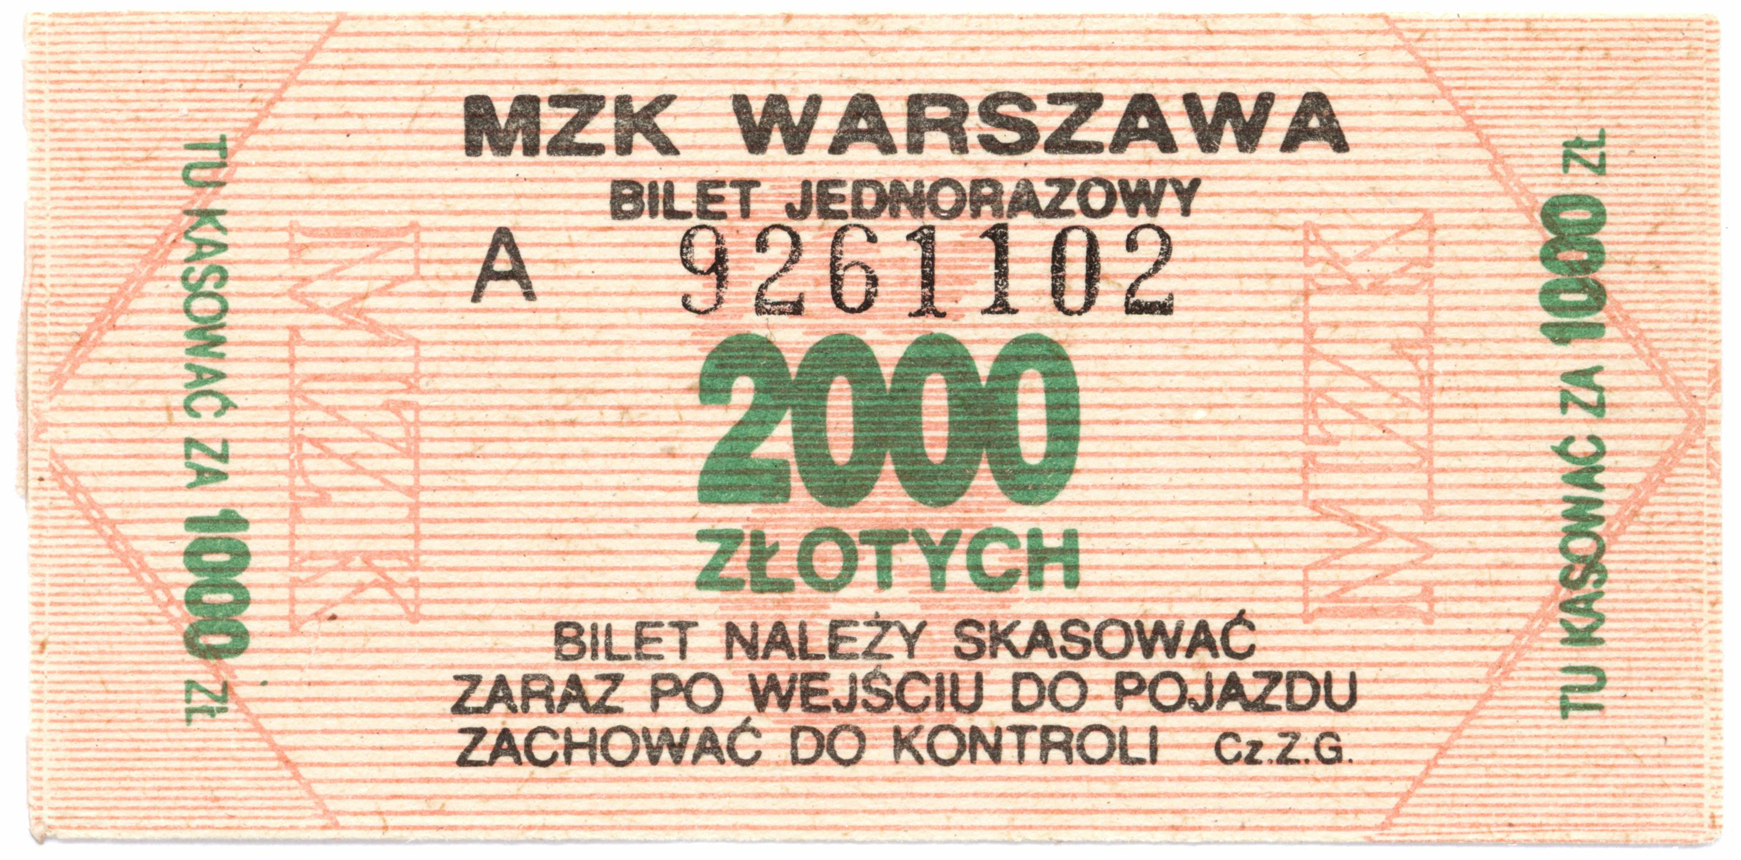 MZK WARSZAWA
BILET JEDNORAZOWY
A 9261102
2000
ZŁOTYCH
BILET NALEŻY SKASOWAĆ
ZARAZ PO WEJŚCIU DO POJAZDU
ZACHOWAĆ DO KONTROLI Cz.Z.G.
TU KASOWAĆ ZA 1000 ZŁ
MZK
MZK
TU KASOWAĆ ZA 1000 ZŁ